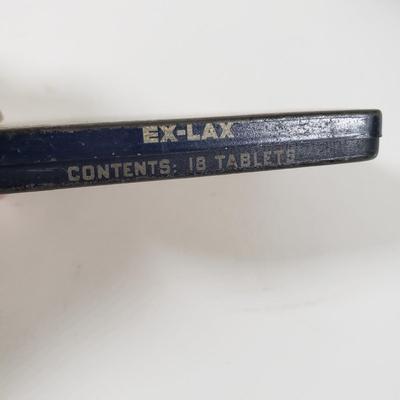 EX-LAX
CONTENTS: 18 TABLETS